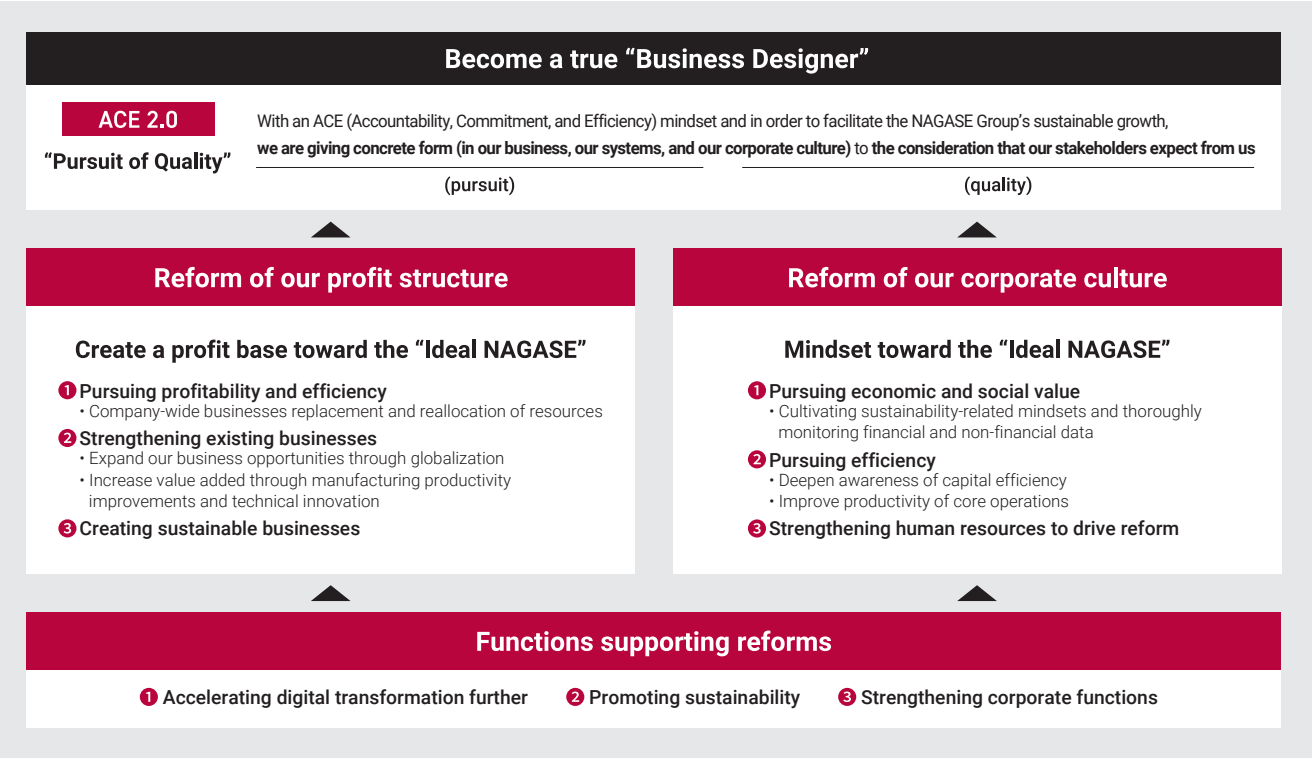 Become a true “Business Designer”
ACE 2.0
“Pursuit of Quality”
With an ACE (Accountability, Commitment, and Efficiency) mindset and in order to facilitate the NAGASE Group’s sustainable growth,
we are giving concrete form (in our business, our systems, and our corporate culture) to the consideration that our stakeholders expect from us
(pursuit)
(quality)
Reform of our profit structure
Create a profit base toward the “Ideal NAGASE”
1 Pursuing profitability and efficiency
・Company-wide businesses replacement and reallocation of resources
2 Strengthening existing businesses
・Expand our business opportunities through globalization
・Increase value added through manufacturing productivity
improvements and technical innovation
3 Creating sustainable businesses
Reform of our corporate culture
Mindset toward the “Ideal NAGASE”
1 Pursuing economic and social value
・Cultivating sustainability-related mindsets and thoroughly
monitoring financial and non-financial data
2 Pursuing efficiency
・Deepen awareness of capital efficiency
・Improve productivity of core operations
3 Strengthening human resources to drive reform
Functions supporting reforms
1 Accelerating digital transformation further
2 Promoting sustainability
3 Strengthening corporate functions